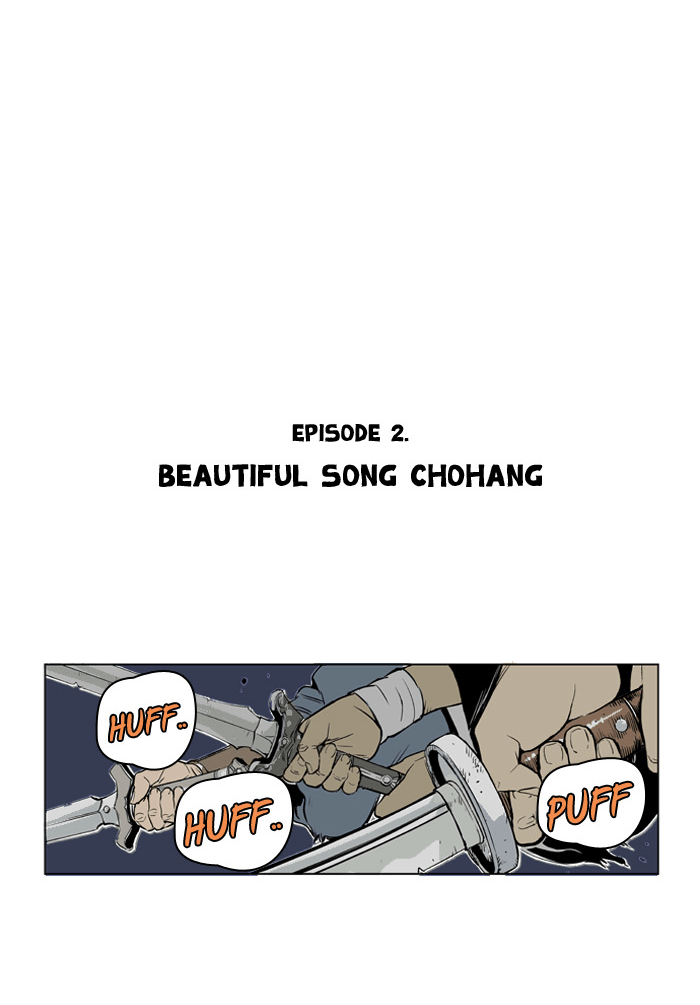 EPISODE 2.
BEAUTIFUL SONG CHOHANG
HUFF..
HUFF..
PUFF